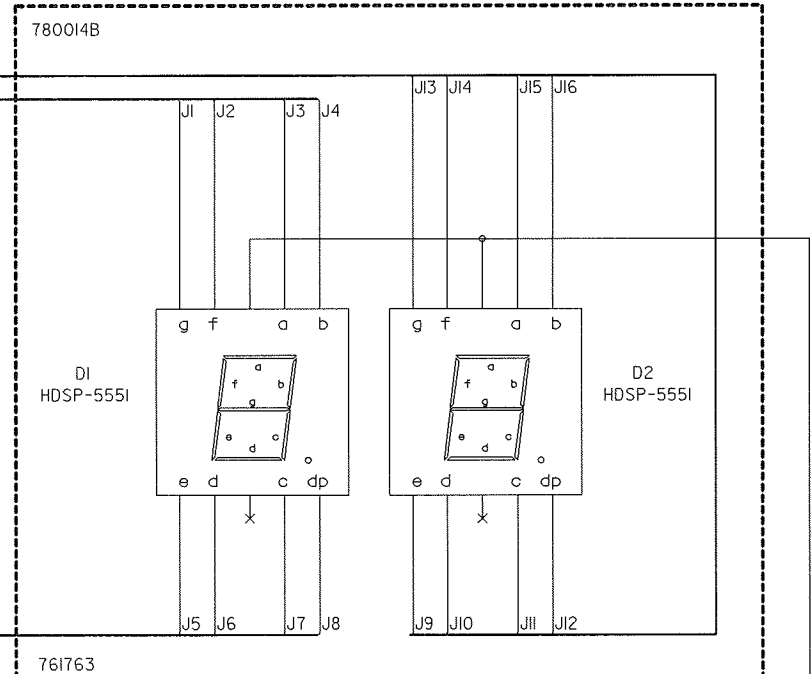 780014B
J13 J14 J15 J16
J1 J2 J3 J4
g f a b
g f a b
D1
HDSP-5551
a
f b
g
e c
d
a
f b
g
e c
d
D2
HDSP-5551
e d c dp
e d c dp
J5 J6 J7 J8
J9 J10 J11 J12
761763